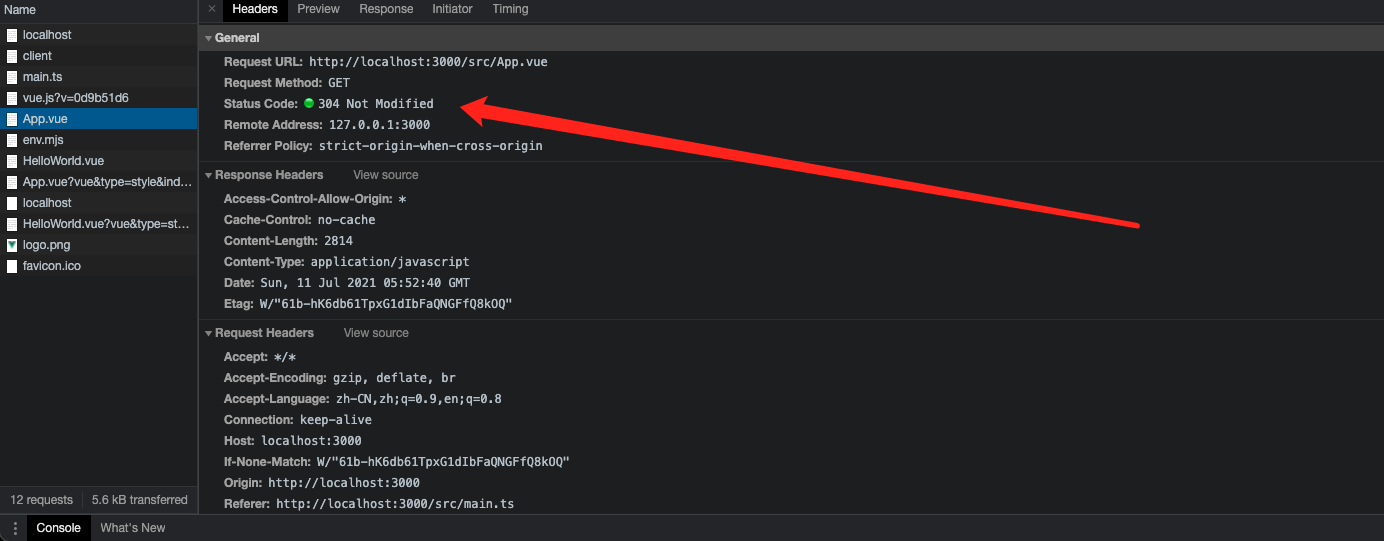 Name
localhost
client
main.ts
vue.js?v=0d9b51d6
App.vue
env.mjs
HelloWorld.vue
App.vue?vue&type=style&ind...
localhost
HelloWorld.vue?vue&type=st...
logo.png
favicon.ico
12 requests 5.6 kB transferred
× Headers Preview Response Initiator Timing
General
Request URL: http://localhost:3000/src/App.vue
Request Method: GET
Status Code: 304 Not Modified
Remote Address: 127.0.0.1:3000
Referrer Policy: strict-origin-when-cross-origin
Response Headers View source
Access-Control-Allow-Origin: *
Cache-Control: no-cache
Content-Length: 2814
Content-Type: application/javascript
Date: Sun, 11 Jul 2021 05:52:40 GMT
Etag: W/"61b-hK6db61TpxG1dIbFaQNGFfQ8kOQ"
Request Headers View source
Accept: */*
Accept-Encoding: gzip, deflate, br
Accept-Language: zh-CN,zh;q=0.9,en;q=0.8
Connection: keep-alive
Host: localhost:3000
If-None-Match: W/"61b-hK6db61TpxG1dIbFaQNGFfQ8kOQ"
Origin: http://localhost:3000
Referer: http://localhost:3000/src/main.ts
Console What's New